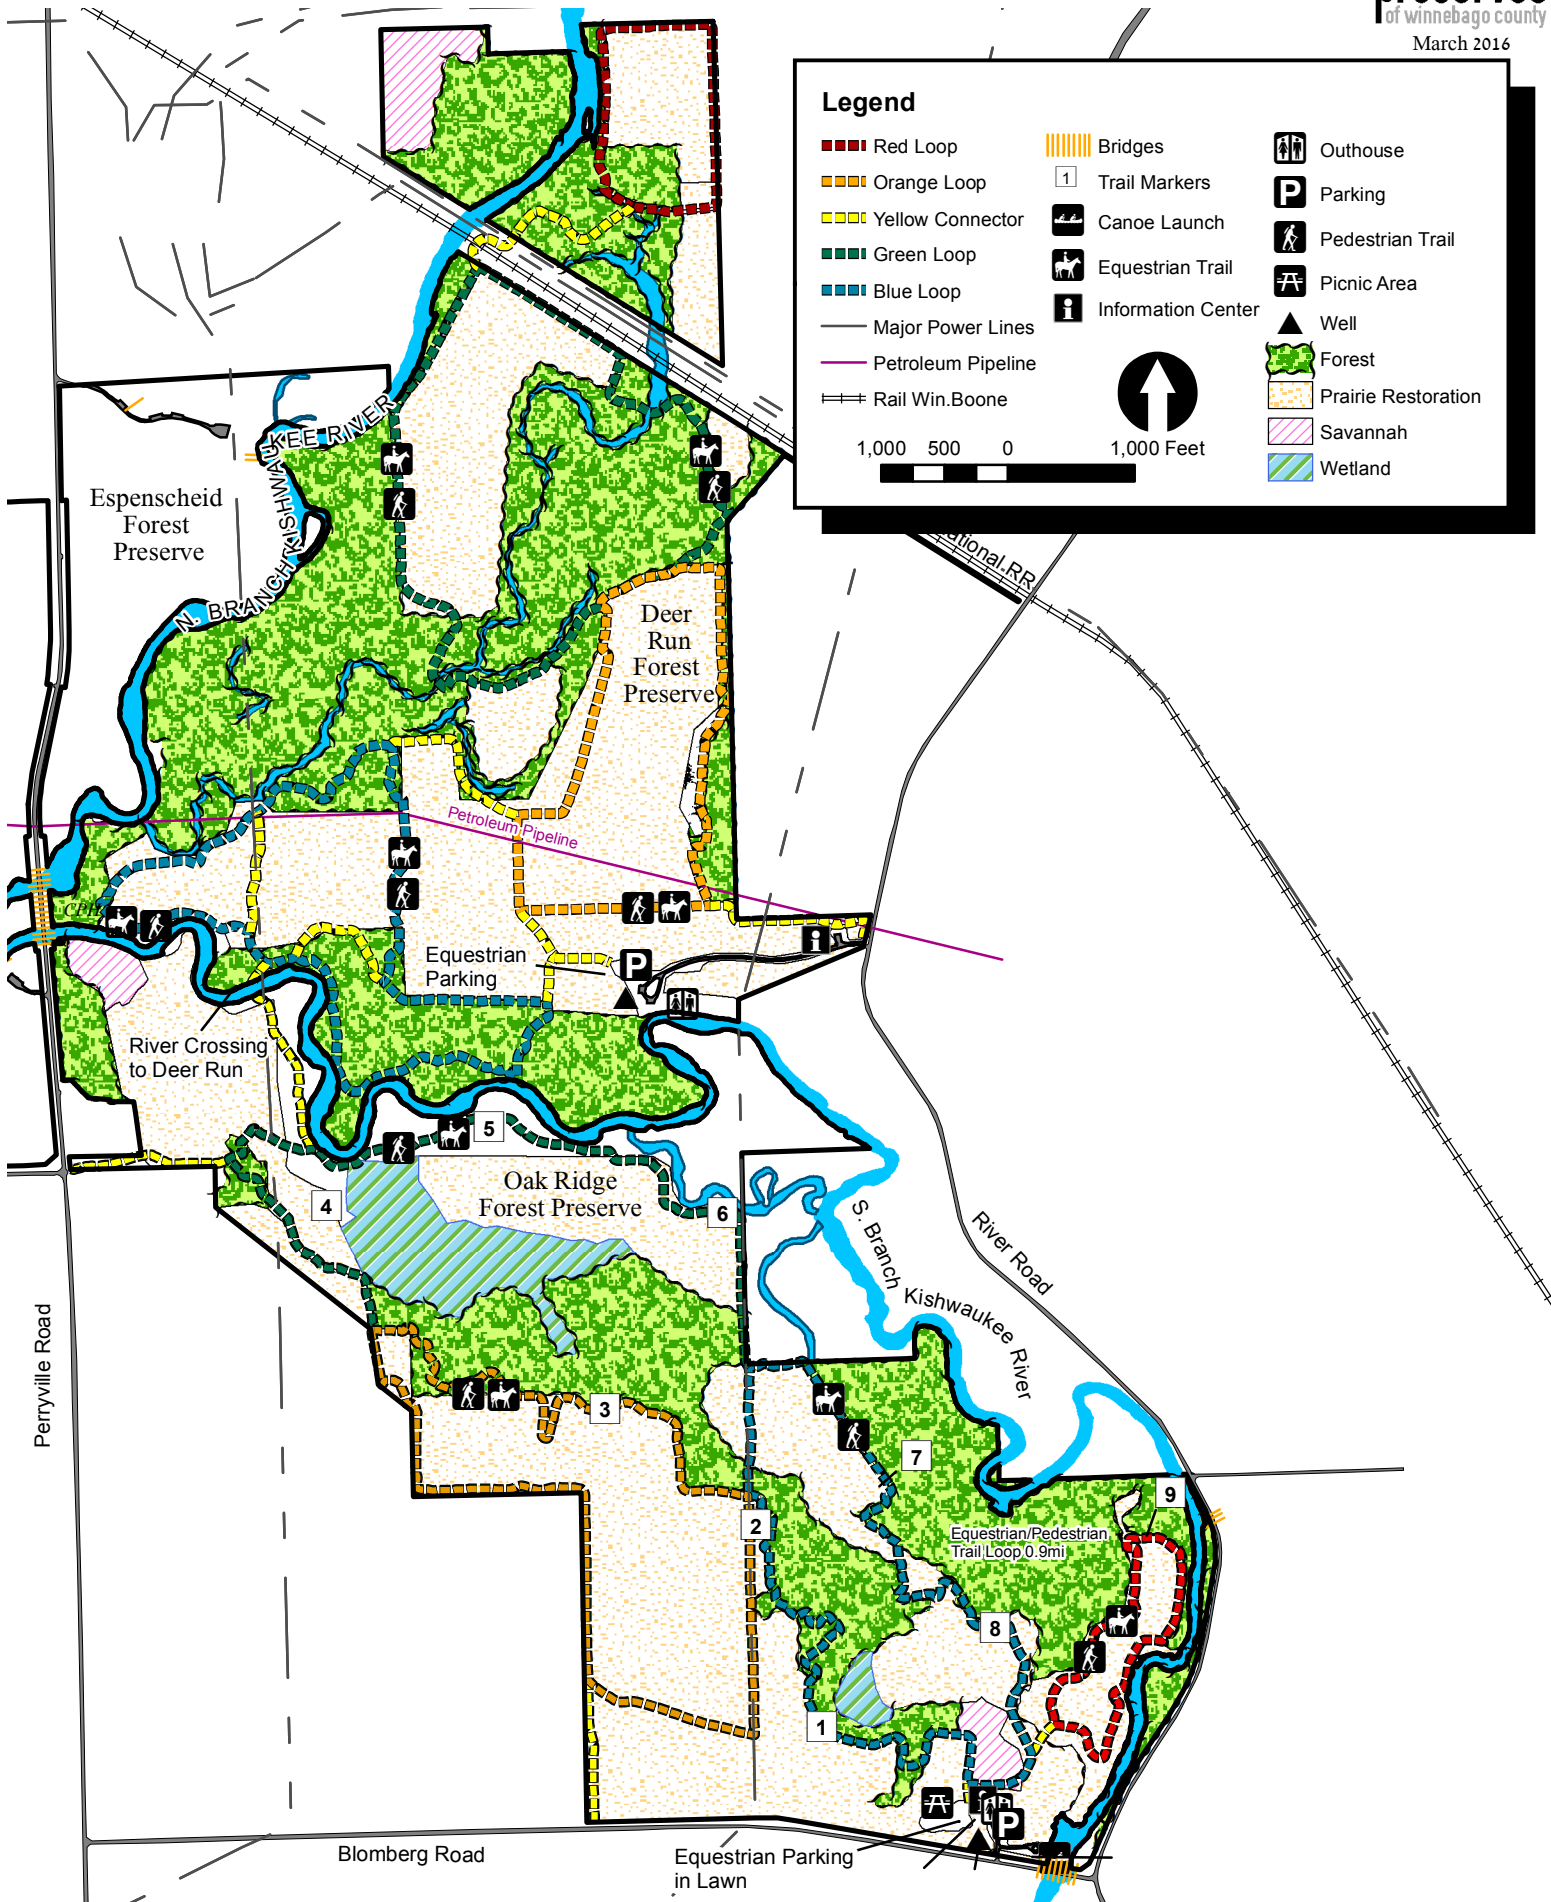 of winnebago county
March 2016
Legend
Red Loop
Orange Loop
Yellow Connector
Green Loop
Blue Loop
Major Power Lines
Petroleum Pipeline
Rail Win.Boone
Bridges
1
Trail Markers
Canoe Launch
Equestrian Trail
i
Information Center
Outhouse
P
Parking
Pedestrian Trail
Picnic Area
Well
Forest
Prairie Restoration
Savannah
Wetland
1,000 500 0 1,000 Feet
RR
KEE RIVER
N. BRANCH KISHWAU
Espenscheid
Forest
Preserve
Deer
Run
Forest
Preserve
Petroleum Pipeline
Equestrian
Parking
P
i
River Crossing
to Deer Run
5
Oak Ridge
Forest Preserve
4
6
S. Branch Kishwaukee River
River Road
Perryville Road
3
7
2
9
Equestrian/Pedestrian
Trail Loop 0.9mi
8
1
P
Blomberg Road
Equestrian Parking
in Lawn